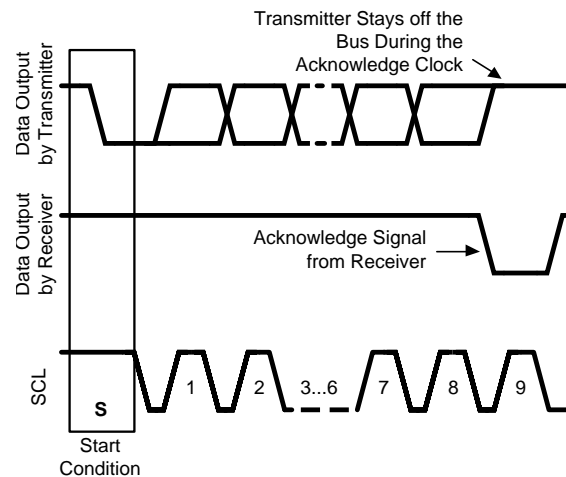 Transmitter Stays off the
Bus During the
Acknowledge Clock
Data Output
by Transmitter
Data Output
by Receiver
Acknowledge Signal
from Receiver
SCL
S
1
2
3...6
7
8
9
Start
Condition